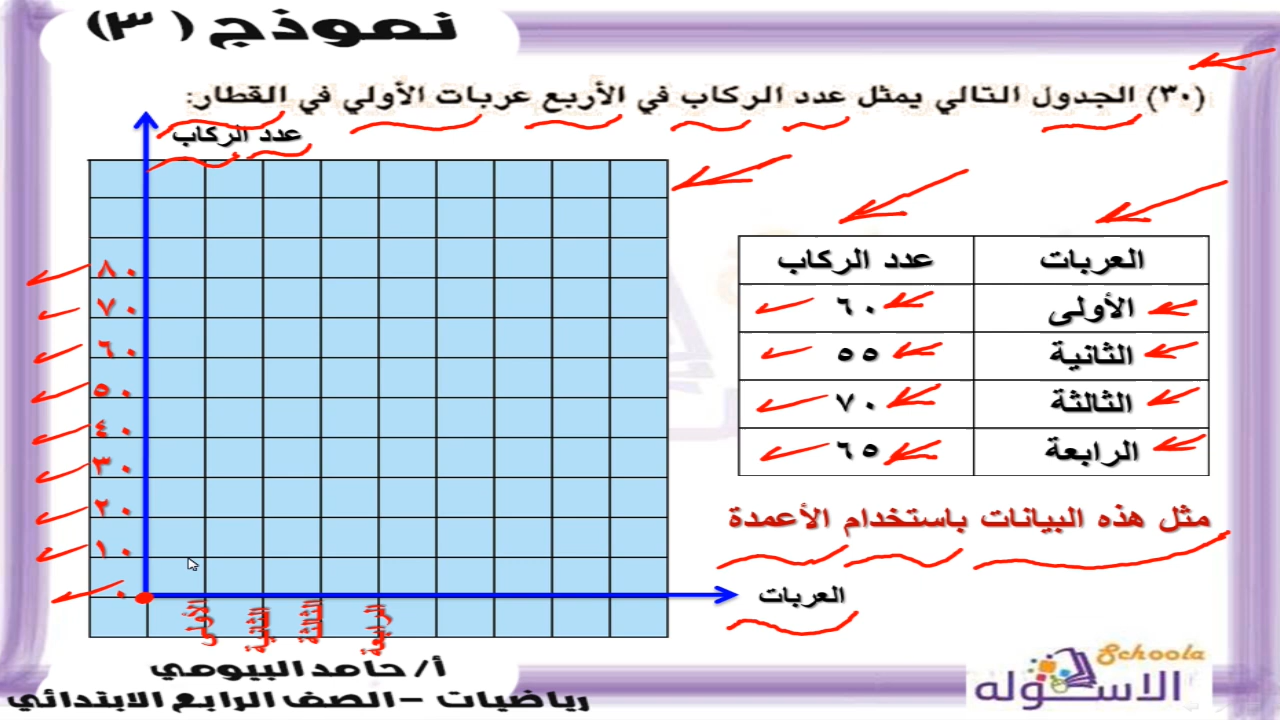 نموذج (٣)
(٣٠) الجدول التالي يمثل عدد الركاب في الأربع عربات الأولي في القطار:
عدد الركاب
٨٠
٧٠
٦٠
٥٠
٤٠
٣٠
٢٠
١٠
٠
الأولى الثانية الثالثة الرابعة
العربات
العربات عدد الركاب
الأولى ٦٠
الثانية ٥٥
الثالثة ٧٠
الرابعة ٦٥
مثل هذه البيانات باستخدام الأعمدة
أ/ حامد البيومي
رياضيات - الصف الرابع الابتدائي
Schoola
الاسكوله